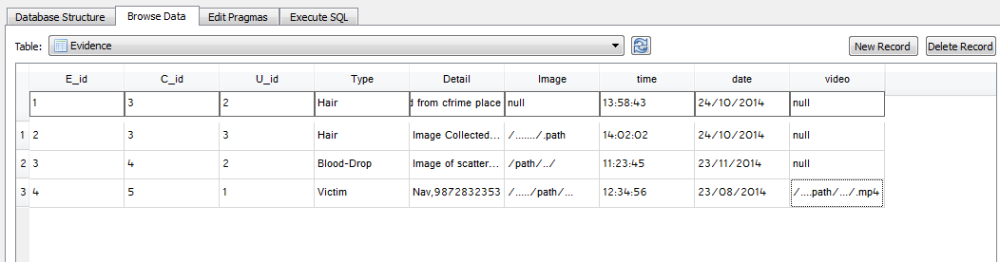 Database Structure Browse Data Edit Pragmas Execute SQL
Table: Evidence New Record Delete Record
E_id C_id U_id Type Detail Image time date video
1 3 2 Hair from cfrime place null 13:58:43 24/10/2014 null
1 2 3 3 Hair Image Collected... /......./.path 14:02:02 24/10/2014 null
2 3 4 2 Blood-Drop Image of scatter... /path/../ 11:23:45 23/11/2014 null
3 4 5 1 Victim Nav,9872832353 /...../path/... 12:34:56 23/08/2014 /....path/.../.mp4